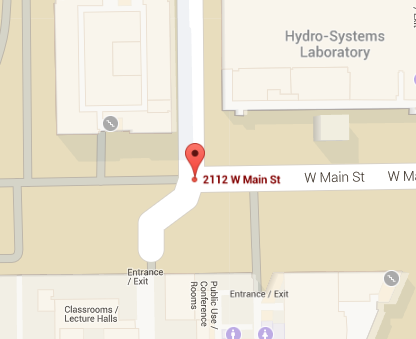 Hydro-Systems
Laboratory
2112 W Main St
W Main St
W Ma
Entrance
/ Exit
Public Use /
Conference
Rooms
Entrance / Exit
Classrooms /
Lecture Halls